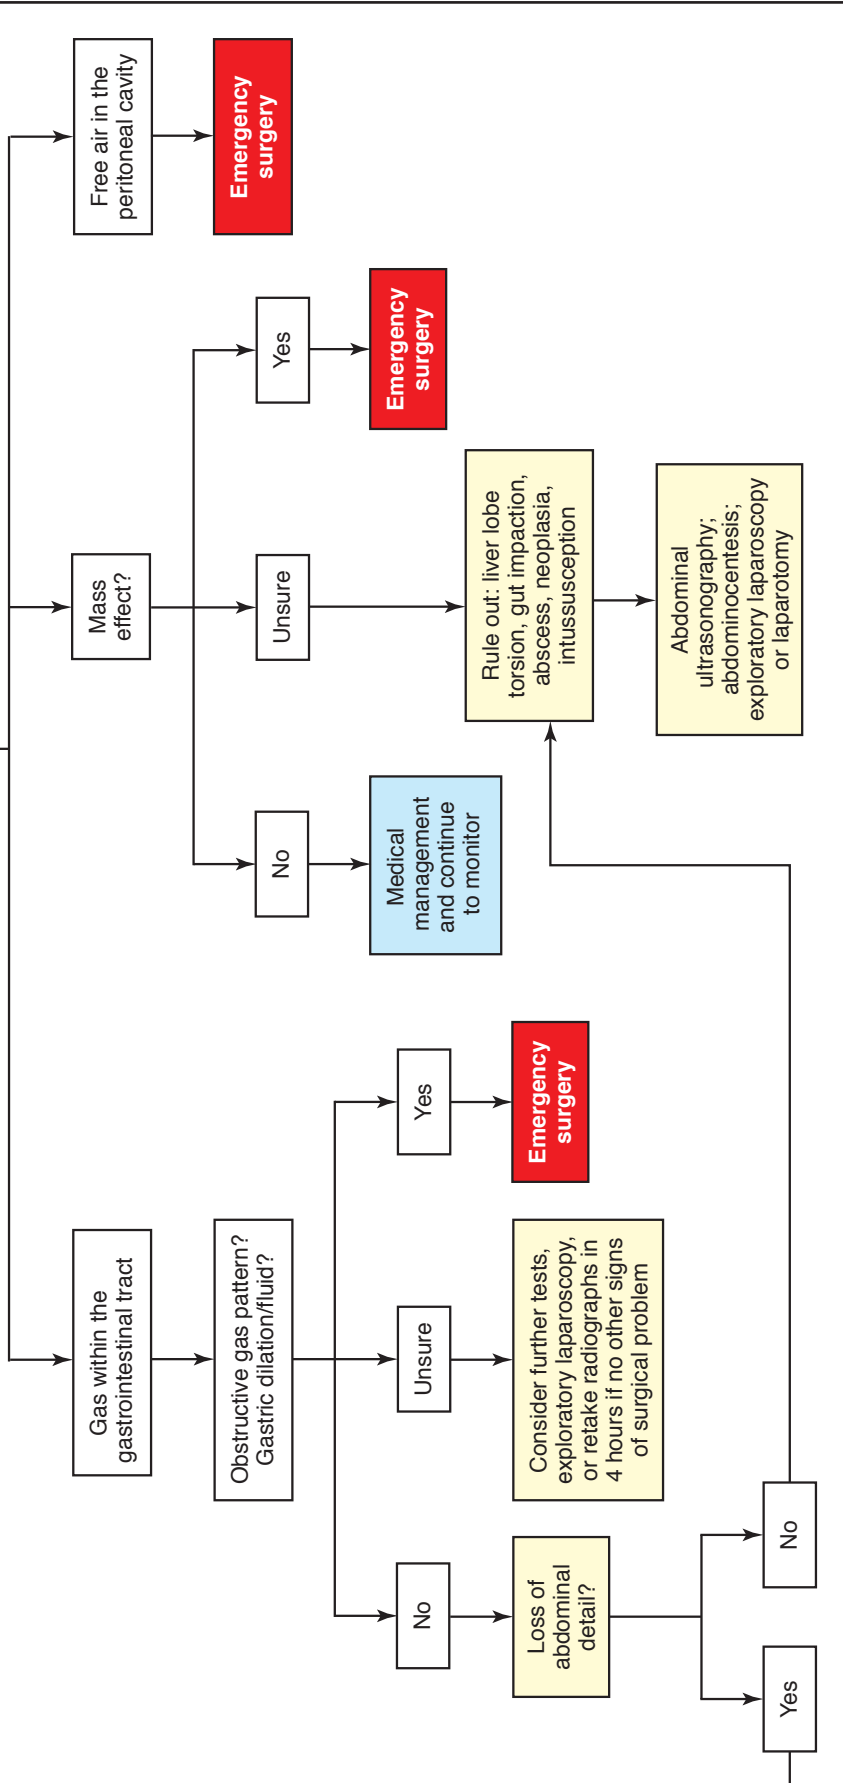 Gas within the
gastrointestinal tract
Mass
effect?
Free air in the
peritoneal cavity
Obstructive gas pattern?
Gastric dilation/fluid?
No
Unsure
Yes
Emergency
surgery
No
Unsure
Yes
Medical
management
and continue
to monitor
Emergency
surgery
Loss of
abdominal
detail?
Consider further tests,
exploratory laparoscopy,
or retake radiographs in
4 hours if no other signs
of surgical problem
Emergency
surgery
Rule out: liver lobe
torsion, gut impaction,
abscess, neoplasia,
intussusception
Yes
No
Abdominal
ultrasonography;
abdominocentesis;
exploratory laparoscopy
or laparotomy